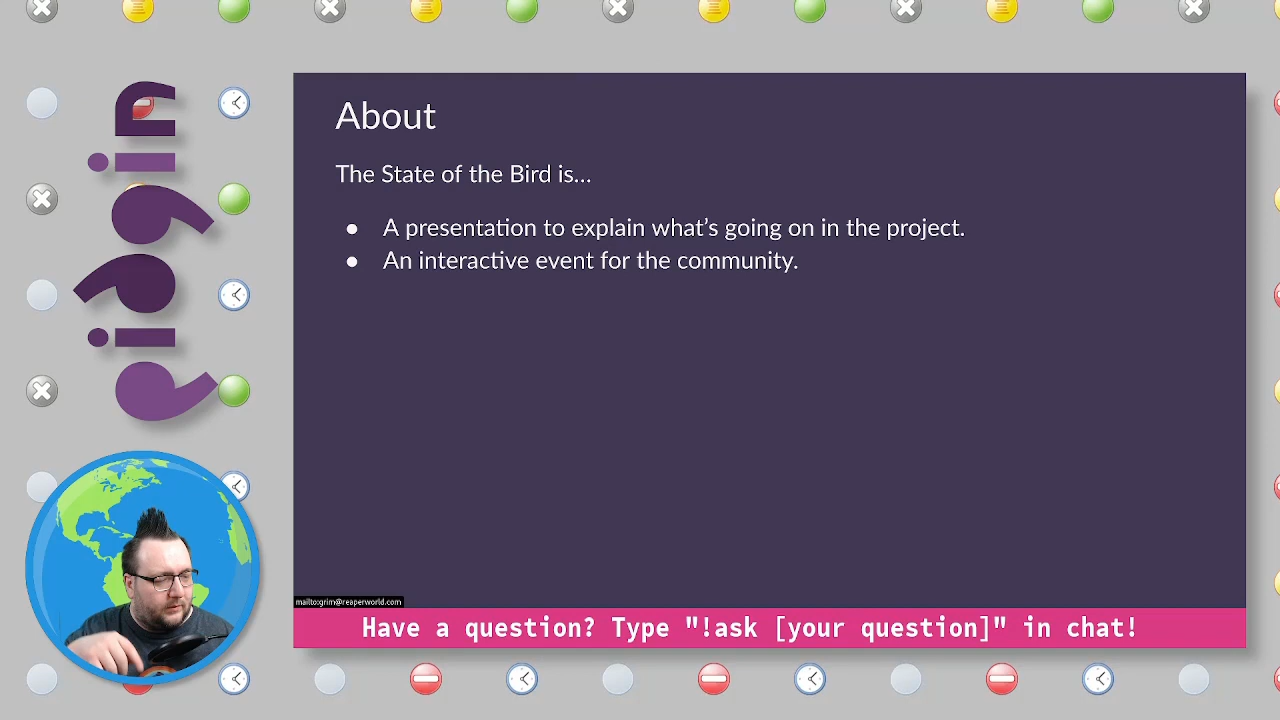 pidgin
About
The State of the Bird is...
● A presentation to explain what's going on in the project.
● An interactive event for the community.
mailto:grim@reaperworld.com
Have a question? Type "!ask [your question]" in chat!